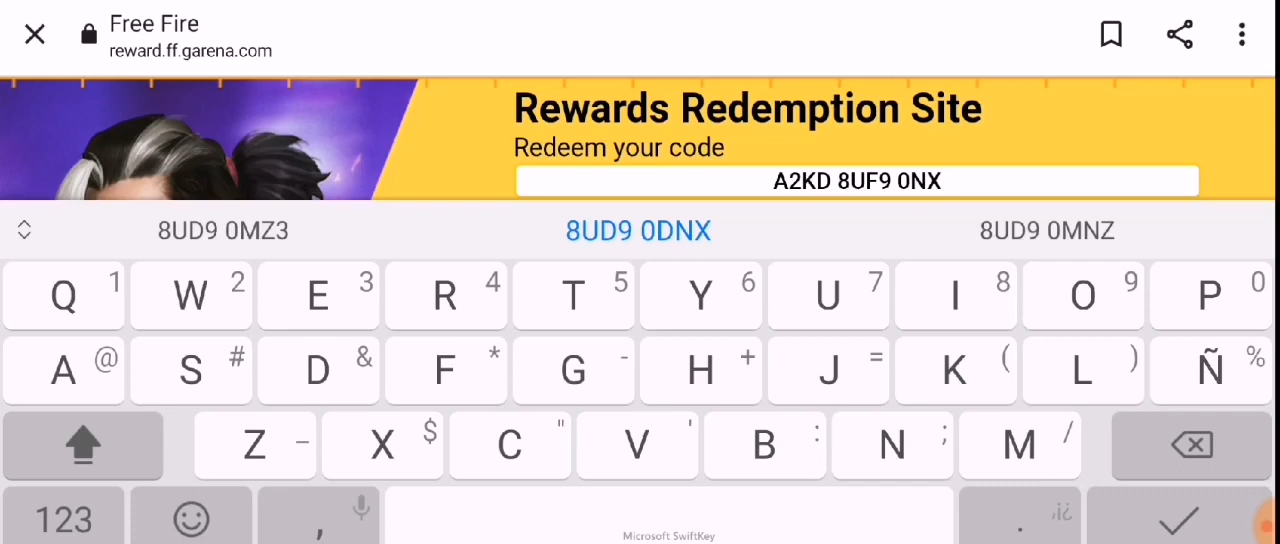 Free Fire
reward.ff.garena.com
Rewards Redemption Site
Redeem your code
A2KD 8UF9 0NX
8UD9 0MZ3 8UD9 0DNX 8UD9 0MNZ
Q 1 W 2 E 3 R 4 T 5 Y 6 U 7 I 8 O 9 P 0
A @ S # D & F * G - H + J = K ( L ) Ñ %
Z _ X $ C " V ' B : N ; M /
123 , Microsoft SwiftKey . ,¡¿